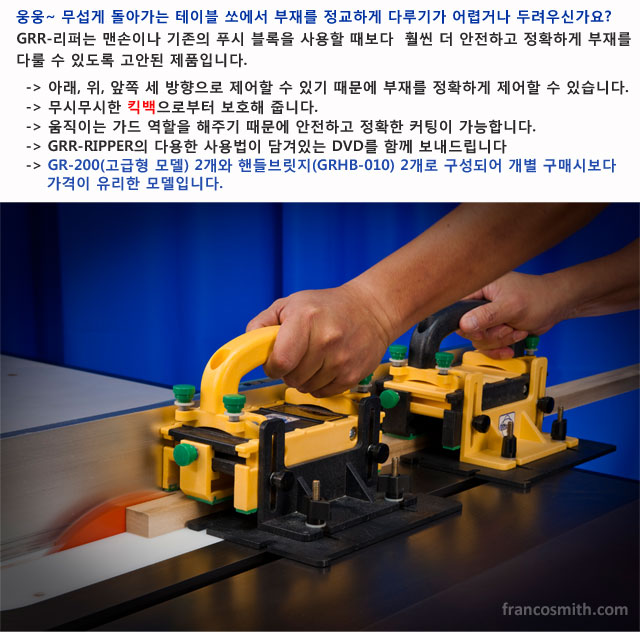 웅웅~ 무섭게 돌아가는 테이블 쏘에서 부재를 정교하게 다루기가 어렵거나 두려우신가요?
GRR-리퍼는 맨손이나 기존의 푸시 블록을 사용할 때보다 훨씬 더 안전하고 정확하게 부재를
다룰 수 있도록 고안된 제품입니다.
-> 아래, 위, 앞쪽 세 방향으로 제어할 수 있기 때문에 부재를 정확하게 제어할 수 있습니다.
-> 무시무시한 킥백으로부터 보호해 줍니다.
-> 움직이는 가드 역할을 해주기 때문에 안전하고 정확한 커팅이 가능합니다.
-> GRR-RIPPER의 다용한 사용법이 담겨있는 DVD를 함께 보내드립니다
-> GR-200(고급형 모델) 2개와 핸들브릿지(GRHB-010) 2개로 구성되어 개별 구매시보다
가격이 유리한 모델입니다.
francosmith.com